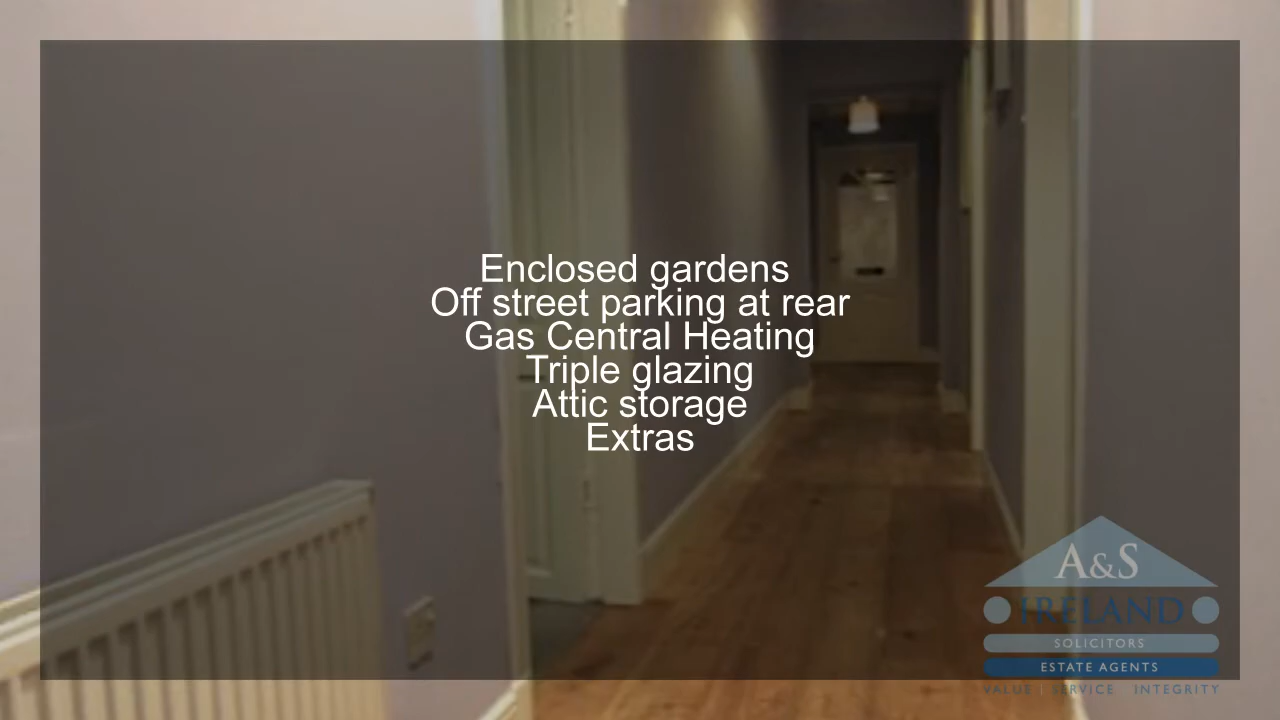 Enclosed gardens
Off street parking at rear
Gas Central Heating
Triple glazing
Attic storage
Extras
A&S
IRELAND
SOLICITORS
ESTATE AGENTS
VALUE | SERVICE | INTEGRITY